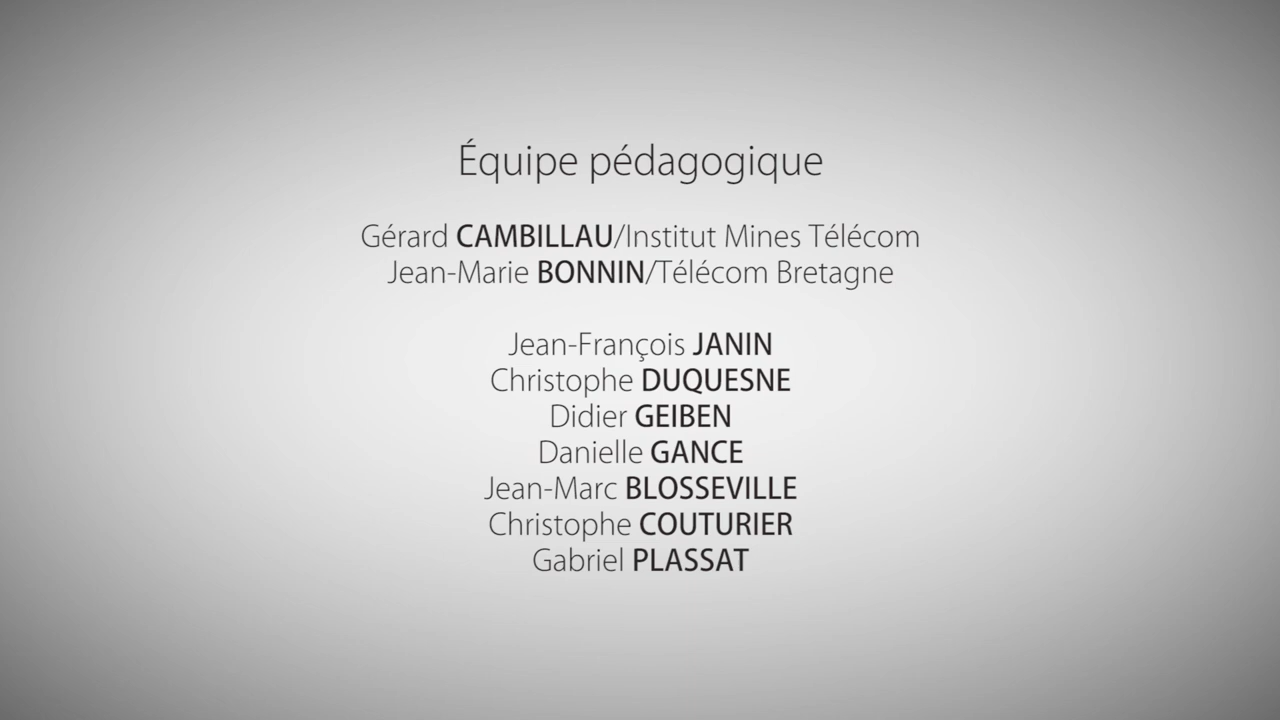 Équipe pédagogique
Gérard CAMBILLAU/Institut Mines Télécom
Jean-Marie BONNIN/Télécom Bretagne
Jean-François JANIN
Christophe DUQUESNE
Didier GEIBEN
Danielle GANCE
Jean-Marc BLOSSEVILLE
Christophe COUTURIER
Gabriel PLASSAT